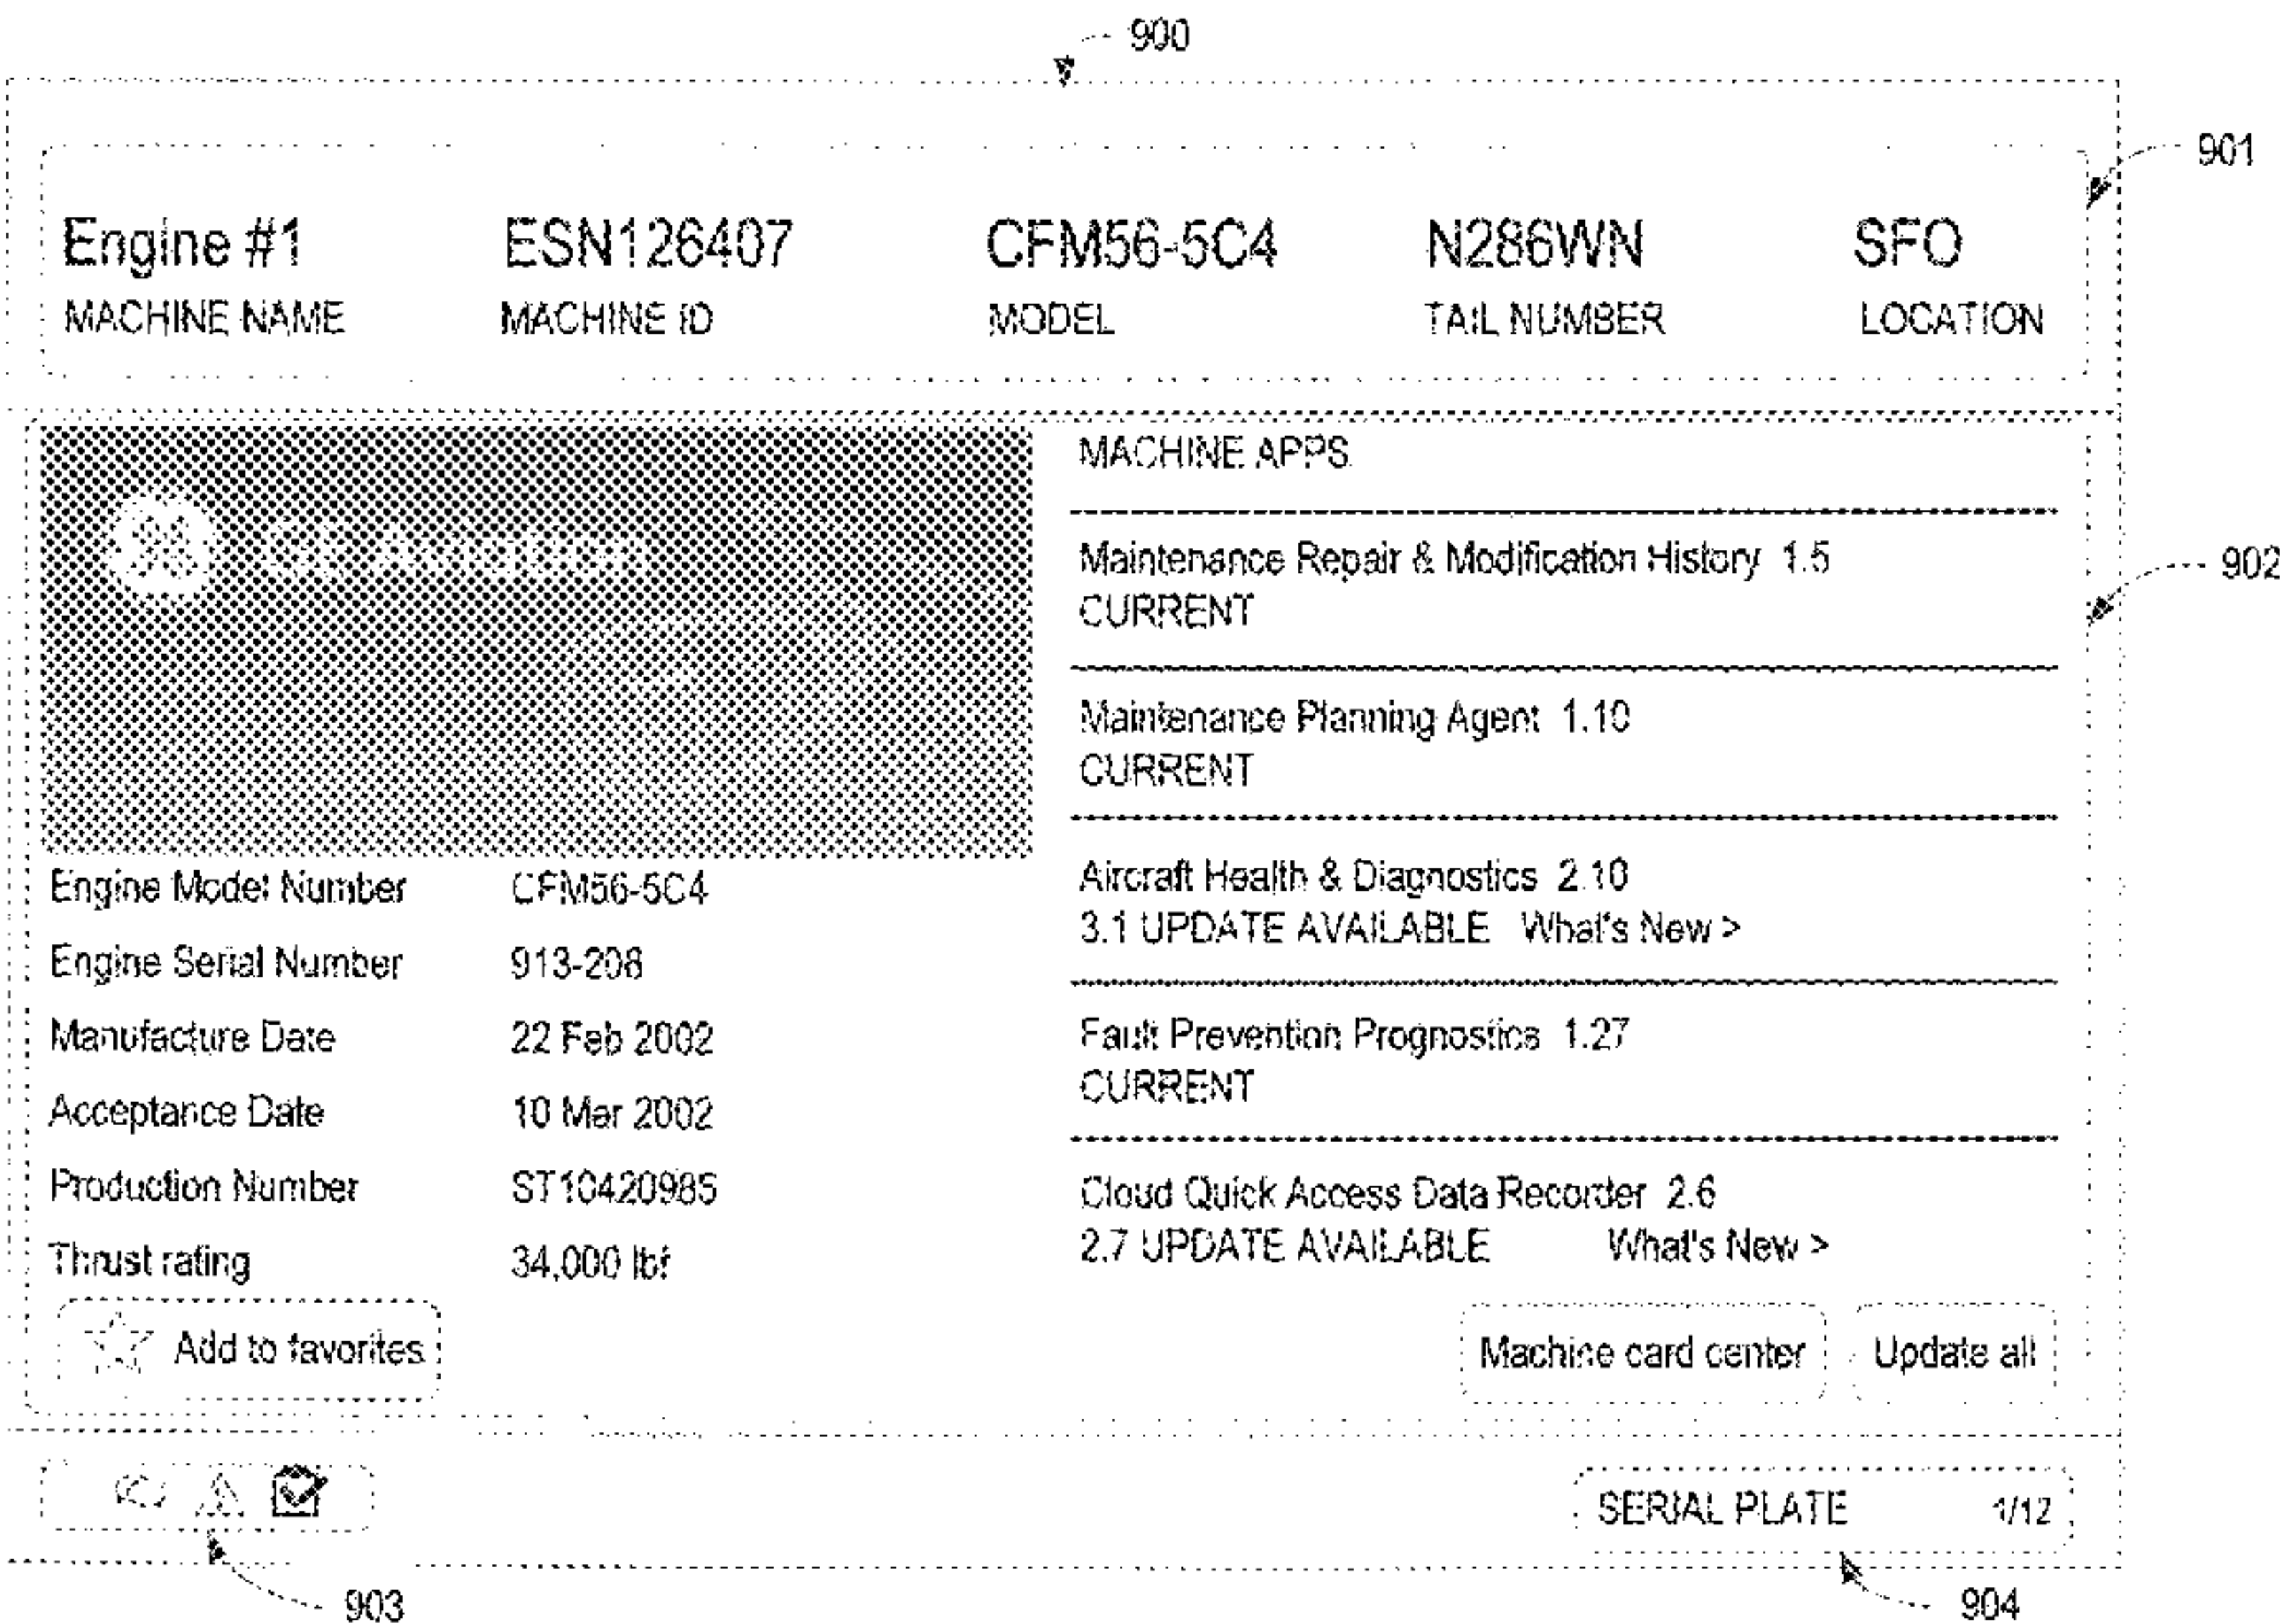 900
901
Engine #1 ESN126407 CFM56-5C4 N286WN SFO
MACHINE NAME MACHINE ID MODEL TAIL NUMBER LOCATION
MACHINE APPS
Maintenance Repair & Modification History 1.5
CURRENT
902
Maintenance Planning Agent 1.10
CURRENT
Aircraft Health & Diagnostics 2.10
3.1 UPDATE AVAILABLE What's New >
Fault Prevention Prognostics 1.27
CURRENT
Cloud Quick Access Data Recorder 2.6
2.7 UPDATE AVAILABLE What's New >
Engine Model Number CFM56-5C4
Engine Serial Number 913-208
Manufacture Date 22 Feb 2002
Acceptance Date 10 Mar 2002
Production Number ST10420985
Thrust rating 34,000 lbf
Add to favorites
Machine card center Update all
SERIAL PLATE 1/12
903
904